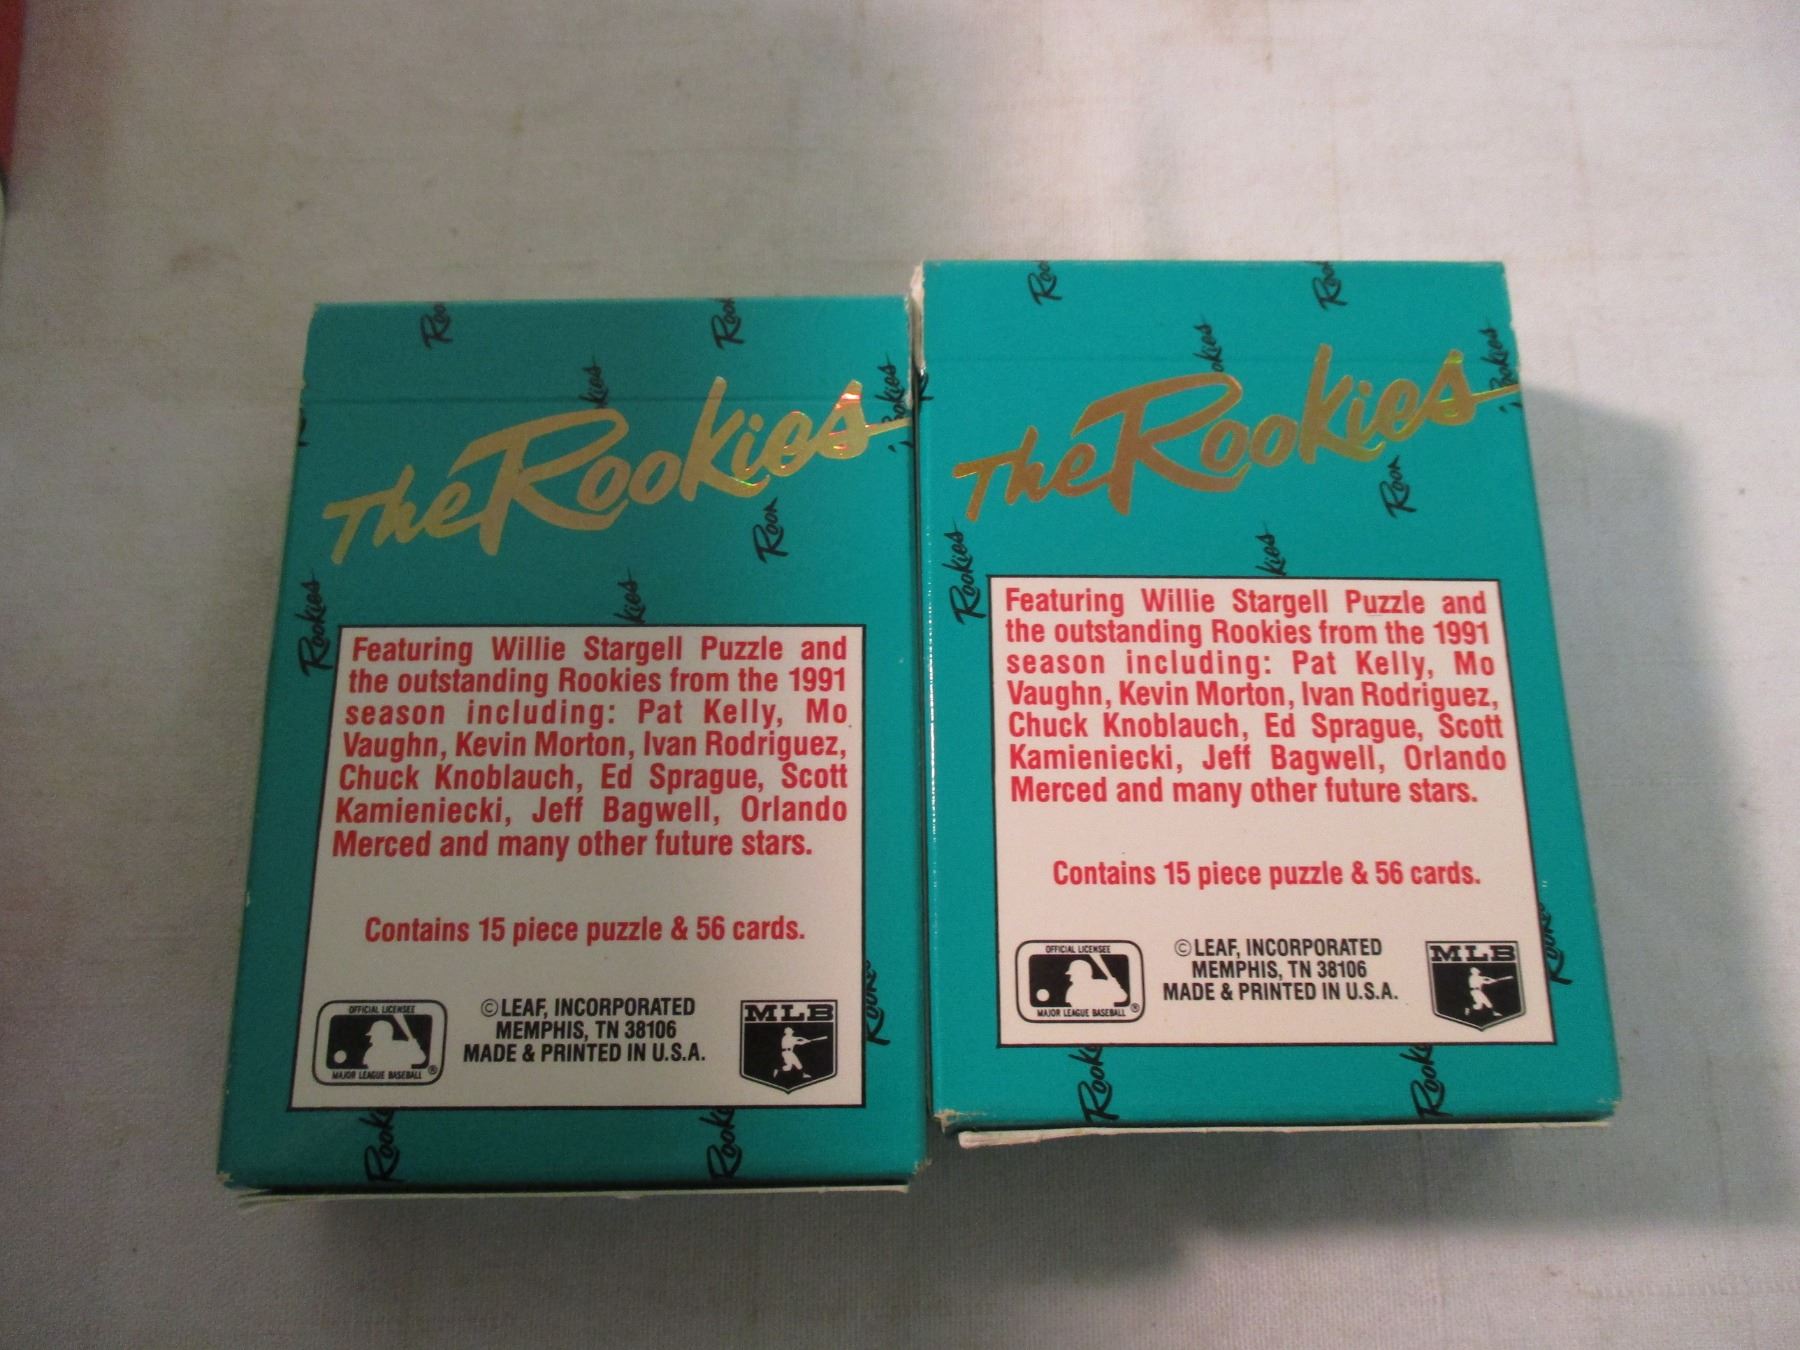 The Rookies
Featuring Willie Stargell Puzzle and
the outstanding Rookies from the 1991
season including: Pat Kelly, Mo
Vaughn, Kevin Morton, Ivan Rodriguez,
Chuck Knoblauch, Ed Sprague, Scott
Kamieniecki, Jeff Bagwell, Orlando
Merced and many other future stars.
Contains 15 piece puzzle & 56 cards.
OFFICIAL LICENSEE
MAJOR LEAGUE BASEBALL ®
© LEAF, INCORPORATED
MEMPHIS, TN 38106
MADE & PRINTED IN U.S.A.
MLB
Rookies
The Rookies
Featuring Willie Stargell Puzzle and
the outstanding Rookies from the 1991
season including: Pat Kelly, Mo
Vaughn, Kevin Morton, Ivan Rodriguez,
Chuck Knoblauch, Ed Sprague, Scott
Kamieniecki, Jeff Bagwell, Orlando
Merced and many other future stars.
Contains 15 piece puzzle & 56 cards.
OFFICIAL LICENSEE
MAJOR LEAGUE BASEBALL ®
© LEAF, INCORPORATED
MEMPHIS, TN 38106
MADE & PRINTED IN U.S.A.
MLB
Rookies